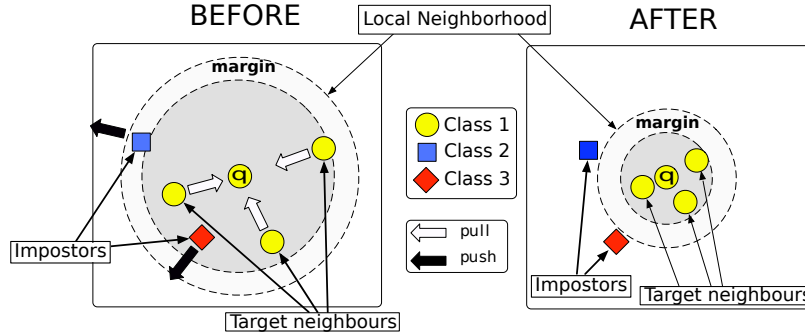 BEFORE
Local Neighborhood
AFTER
margin
q
Impostors
Target neighbours
Class 1
Class 2
Class 3
pull
push
margin
q
Impostors
Target neighbours